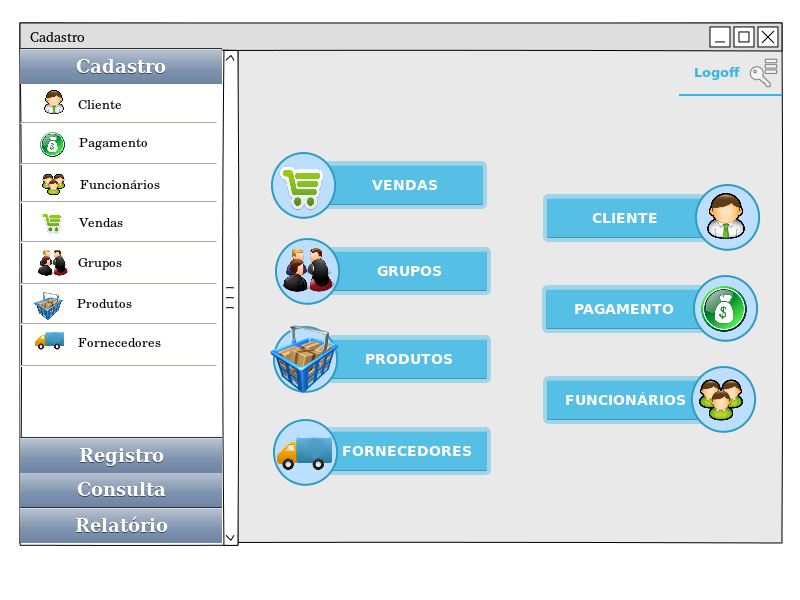 Cadastro
Cadastro
Cliente
Pagamento
Funcionários
Vendas
Grupos
Produtos
Fornecedores
Registro
Consulta
Relatório
Logoff
VENDAS
GRUPOS
PRODUTOS
FORNECEDORES
CLIENTE
PAGAMENTO
FUNCIONÁRIOS